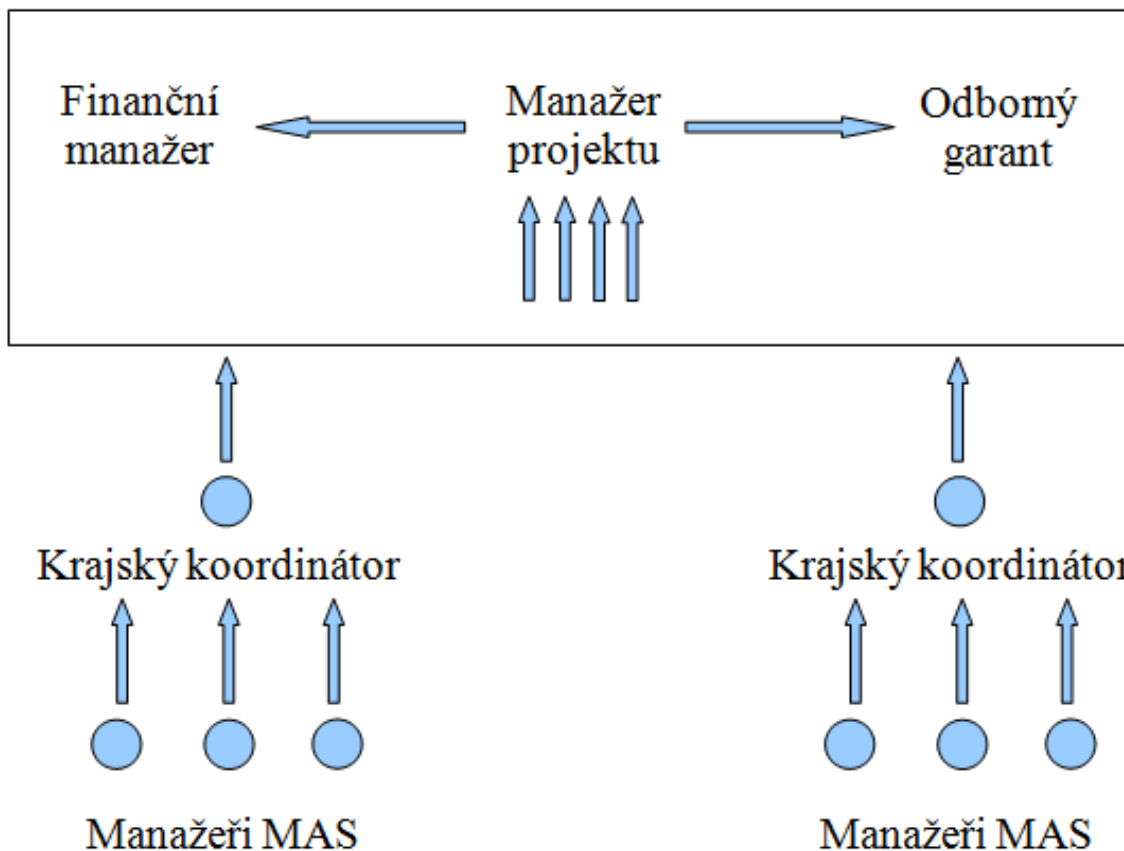 Finanční
manažer
Manažer
projektu
Odborný
garant
Krajský koordinátor
Krajský koordinátor
Manažeři MAS
Manažeři MAS